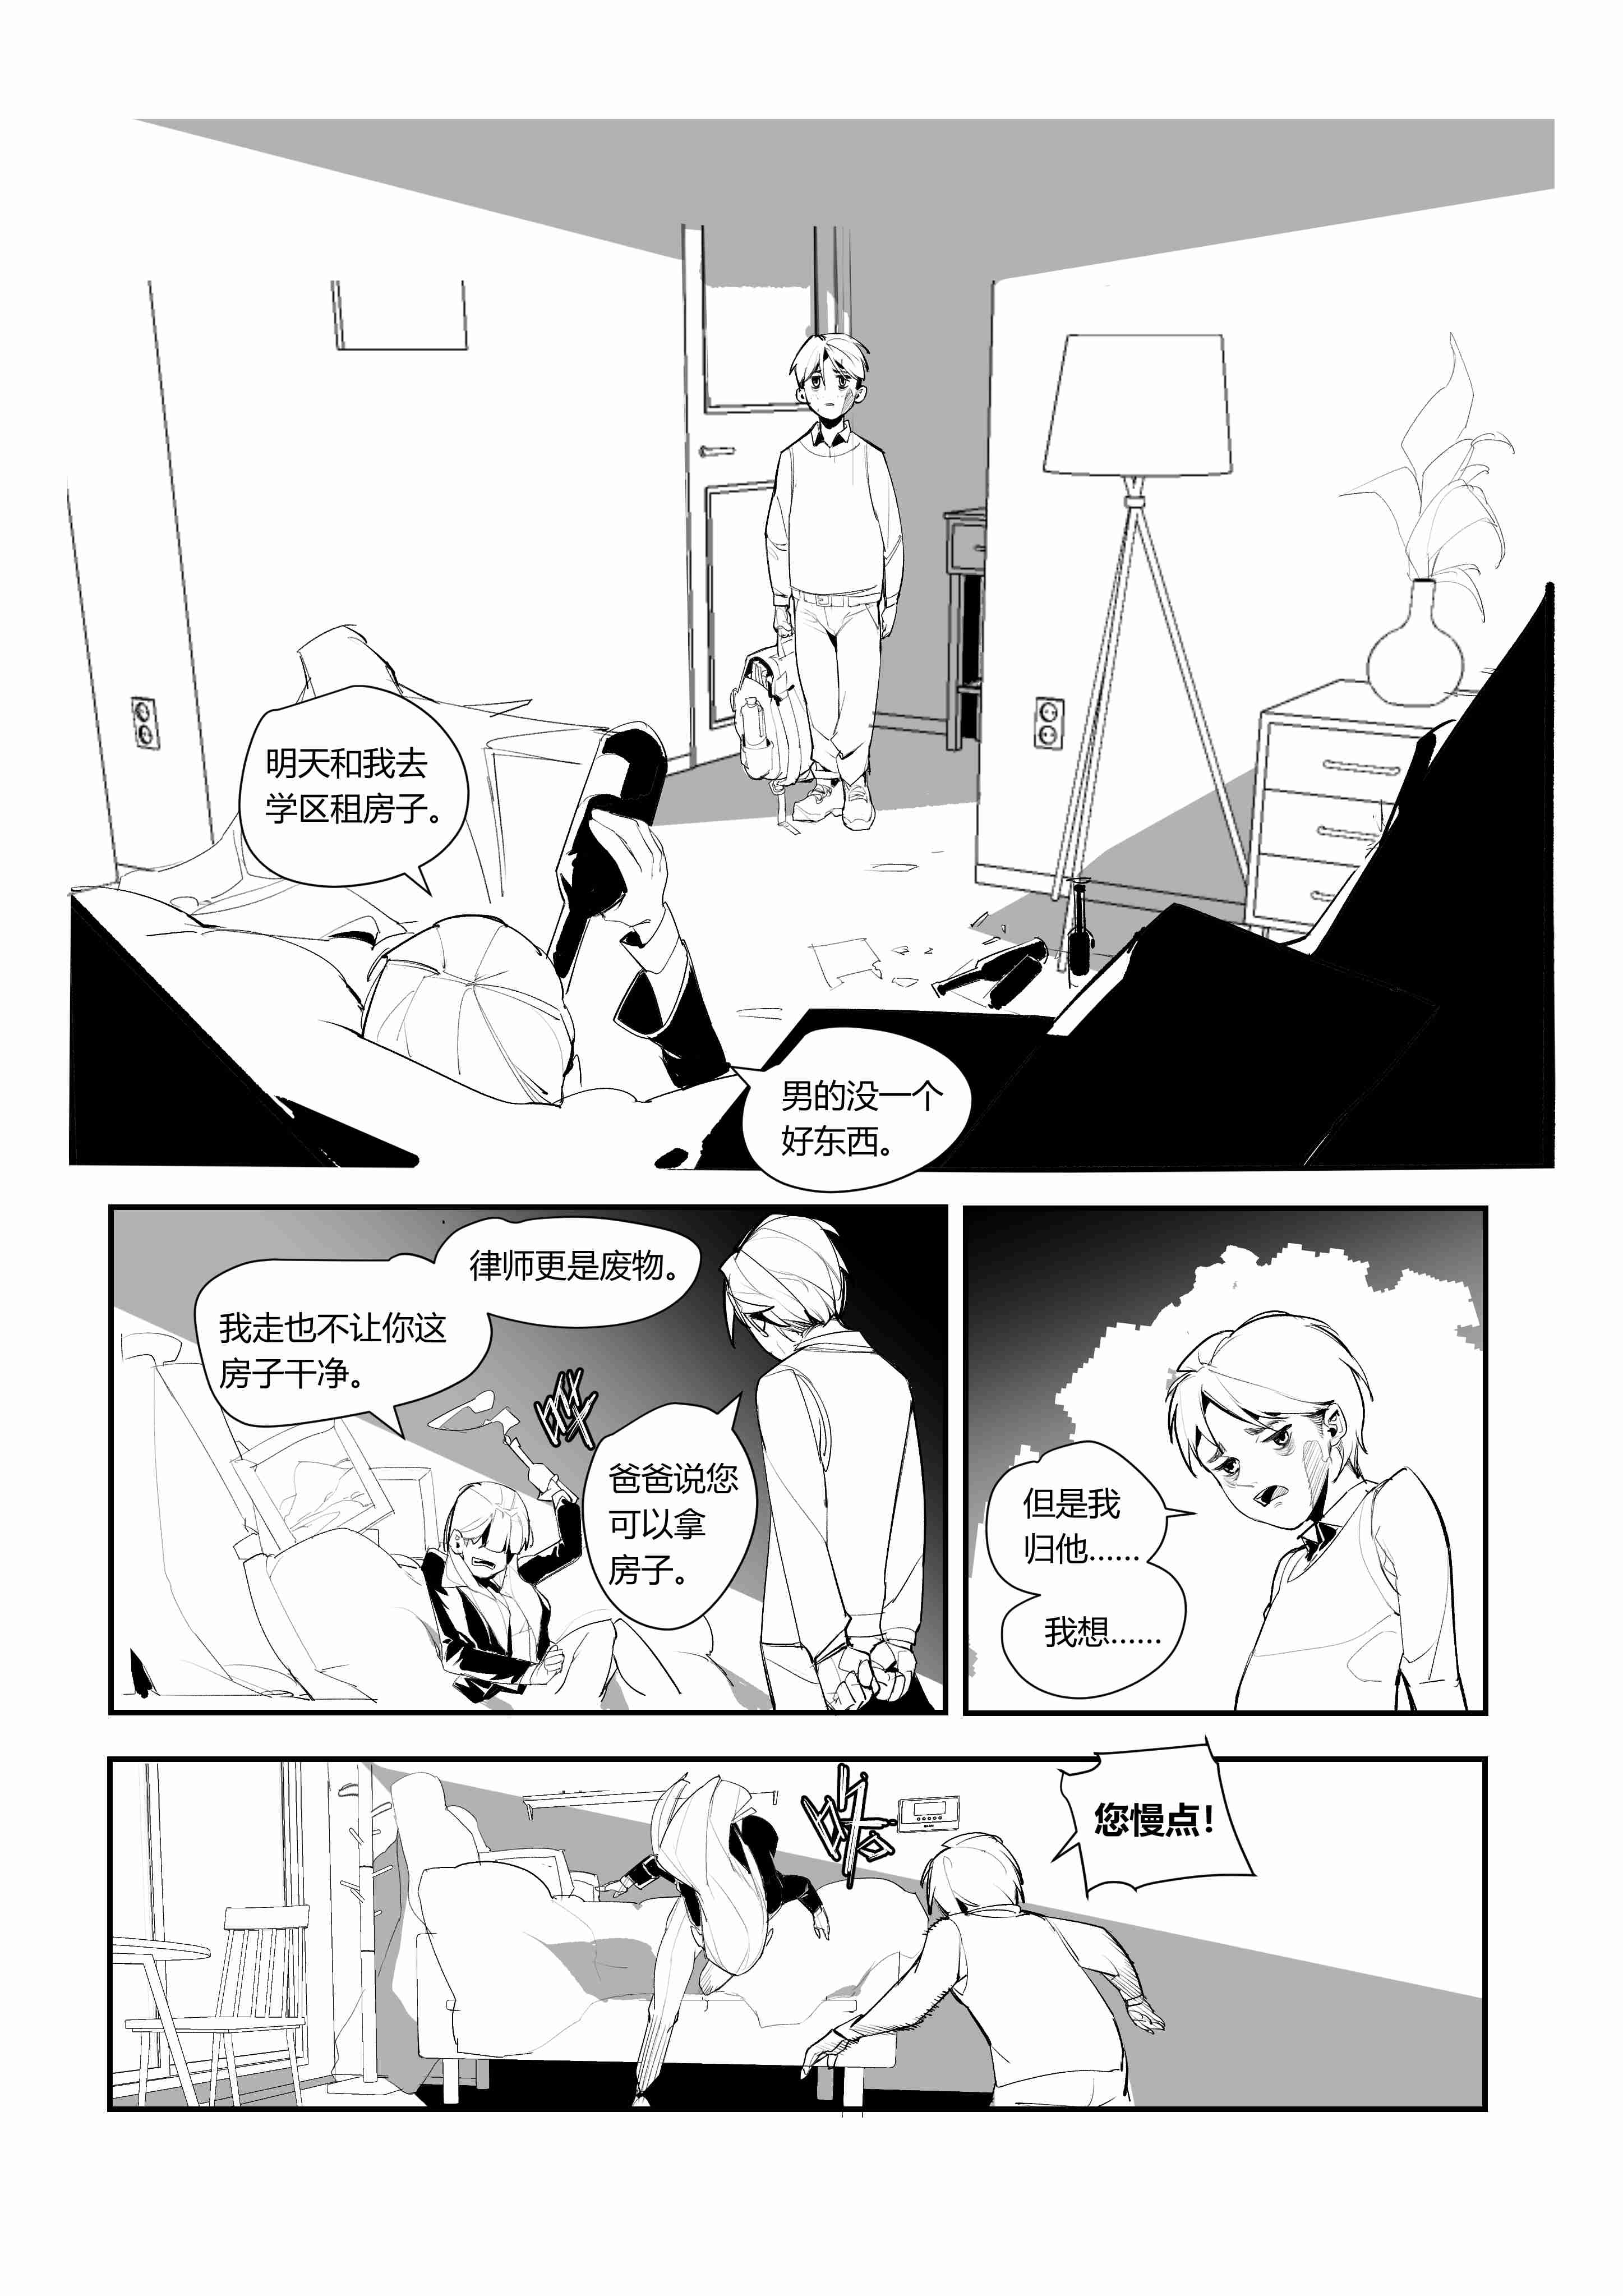 明天和我去
学区租房子。
男的没一个
好东西。
律师更是废物。
我走也不让你这
房子干净。
爸爸说您
可以拿
房子。
但是我
归他……
我想……
您慢点！